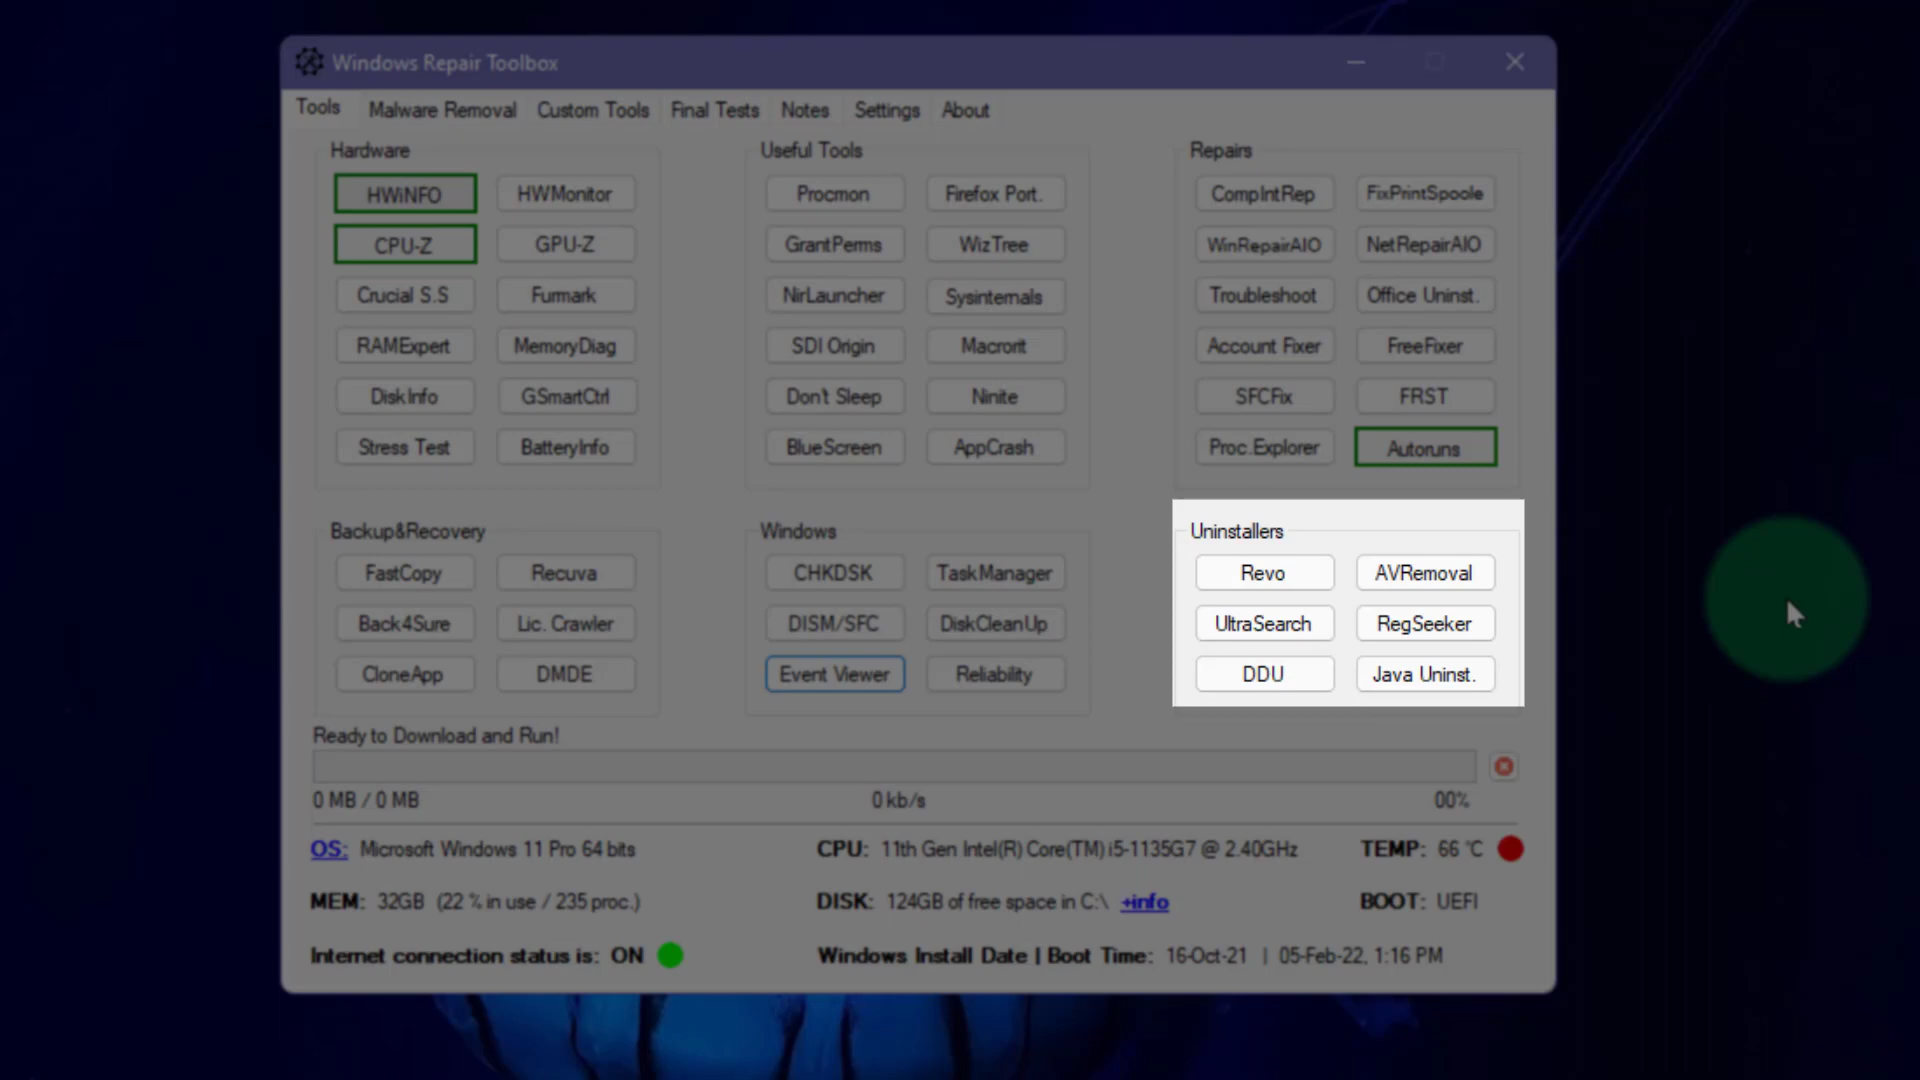 Windows Repair Toolbox
Tools Malware Removal Custom Tools Final Tests Notes Settings About
Hardware
HWiNFO HWMonitor
CPU-Z GPU-Z
Crucial S.S Furmark
RAMExpert MemoryDiag
DiskInfo GSmartCtrl
Stress Test BatteryInfo
Useful Tools
Procmon Firefox Port.
GrantPerms WizTree
NirLauncher Sysinternals
SDI Origin Macrorit
Don't Sleep Ninite
BlueScreen AppCrash
Repairs
CompIntRep FixPrintSpoole
WinRepairAIO NetRepairAIO
Troubleshoot Office Uninst.
Account Fixer FreeFixer
SFCFix FRST
Proc.Explorer Autoruns
Backup&Recovery
FastCopy Recuva
Back4Sure Lic. Crawler
CloneApp DMDE
Windows
CHKDSK TaskManager
DISM/SFC DiskCleanUp
Event Viewer Reliability
Uninstallers
Revo AVRemoval
UltraSearch RegSeeker
DDU Java Uninst.
Ready to Download and Run!
0 MB / 0 MB 0 kb/s 00%
OS: Microsoft Windows 11 Pro 64 bits CPU: 11th Gen Intel(R) Core(TM) i5-1135G7 @ 2.40GHz TEMP: 66 °C
MEM: 32GB (22 % in use / 235 proc.) DISK: 124GB of free space in C:\ +info BOOT: UEFI
Internet connection status is: ON Windows Install Date | Boot Time: 16-Oct-21 | 05-Feb-22, 1:16 PM